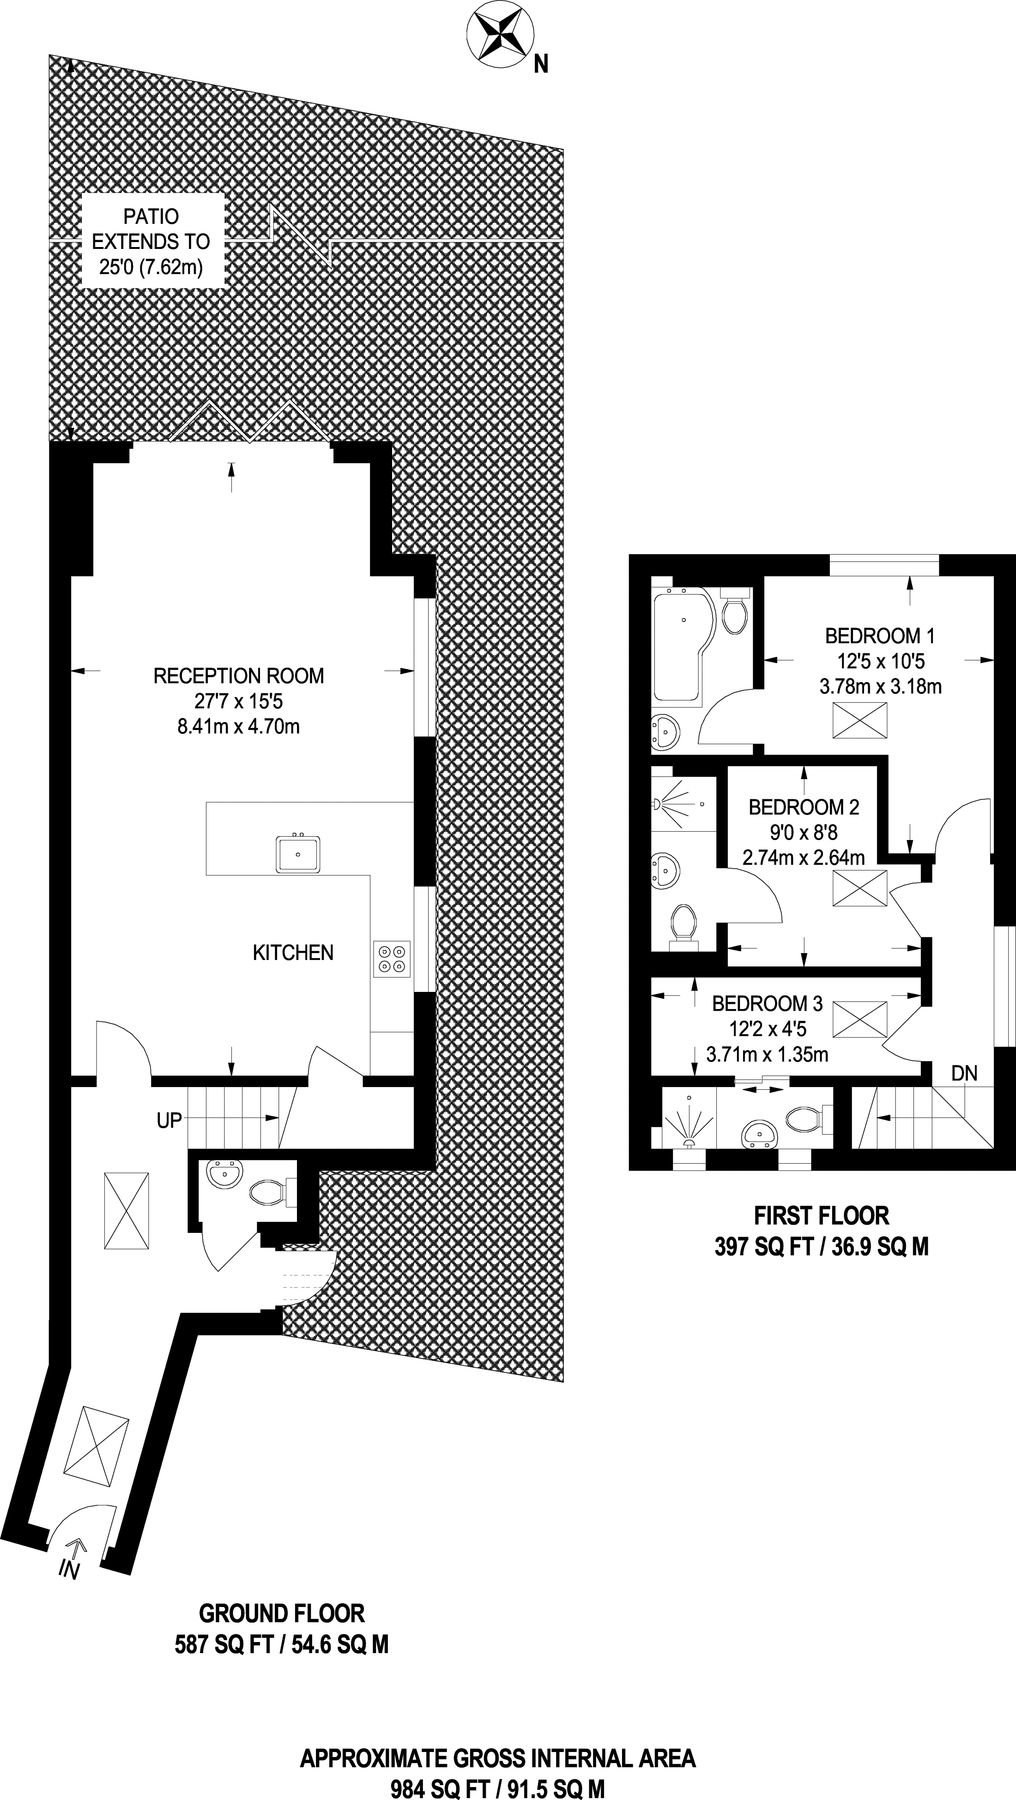 N
PATIO
EXTENDS TO
25'0 (7.62m)
RECEPTION ROOM
27'7 x 15'5
8.41m x 4.70m
KITCHEN
UP
IN
GROUND FLOOR
587 SQ FT / 54.6 SQ M
BEDROOM 1
12'5 x 10'5
3.78m x 3.18m
BEDROOM 2
9'0 x 8'8
2.74m x 2.64m
BEDROOM 3
12'2 x 4'5
3.71m x 1.35m
DN
FIRST FLOOR
397 SQ FT / 36.9 SQ M
APPROXIMATE GROSS INTERNAL AREA
984 SQ FT / 91.5 SQ M